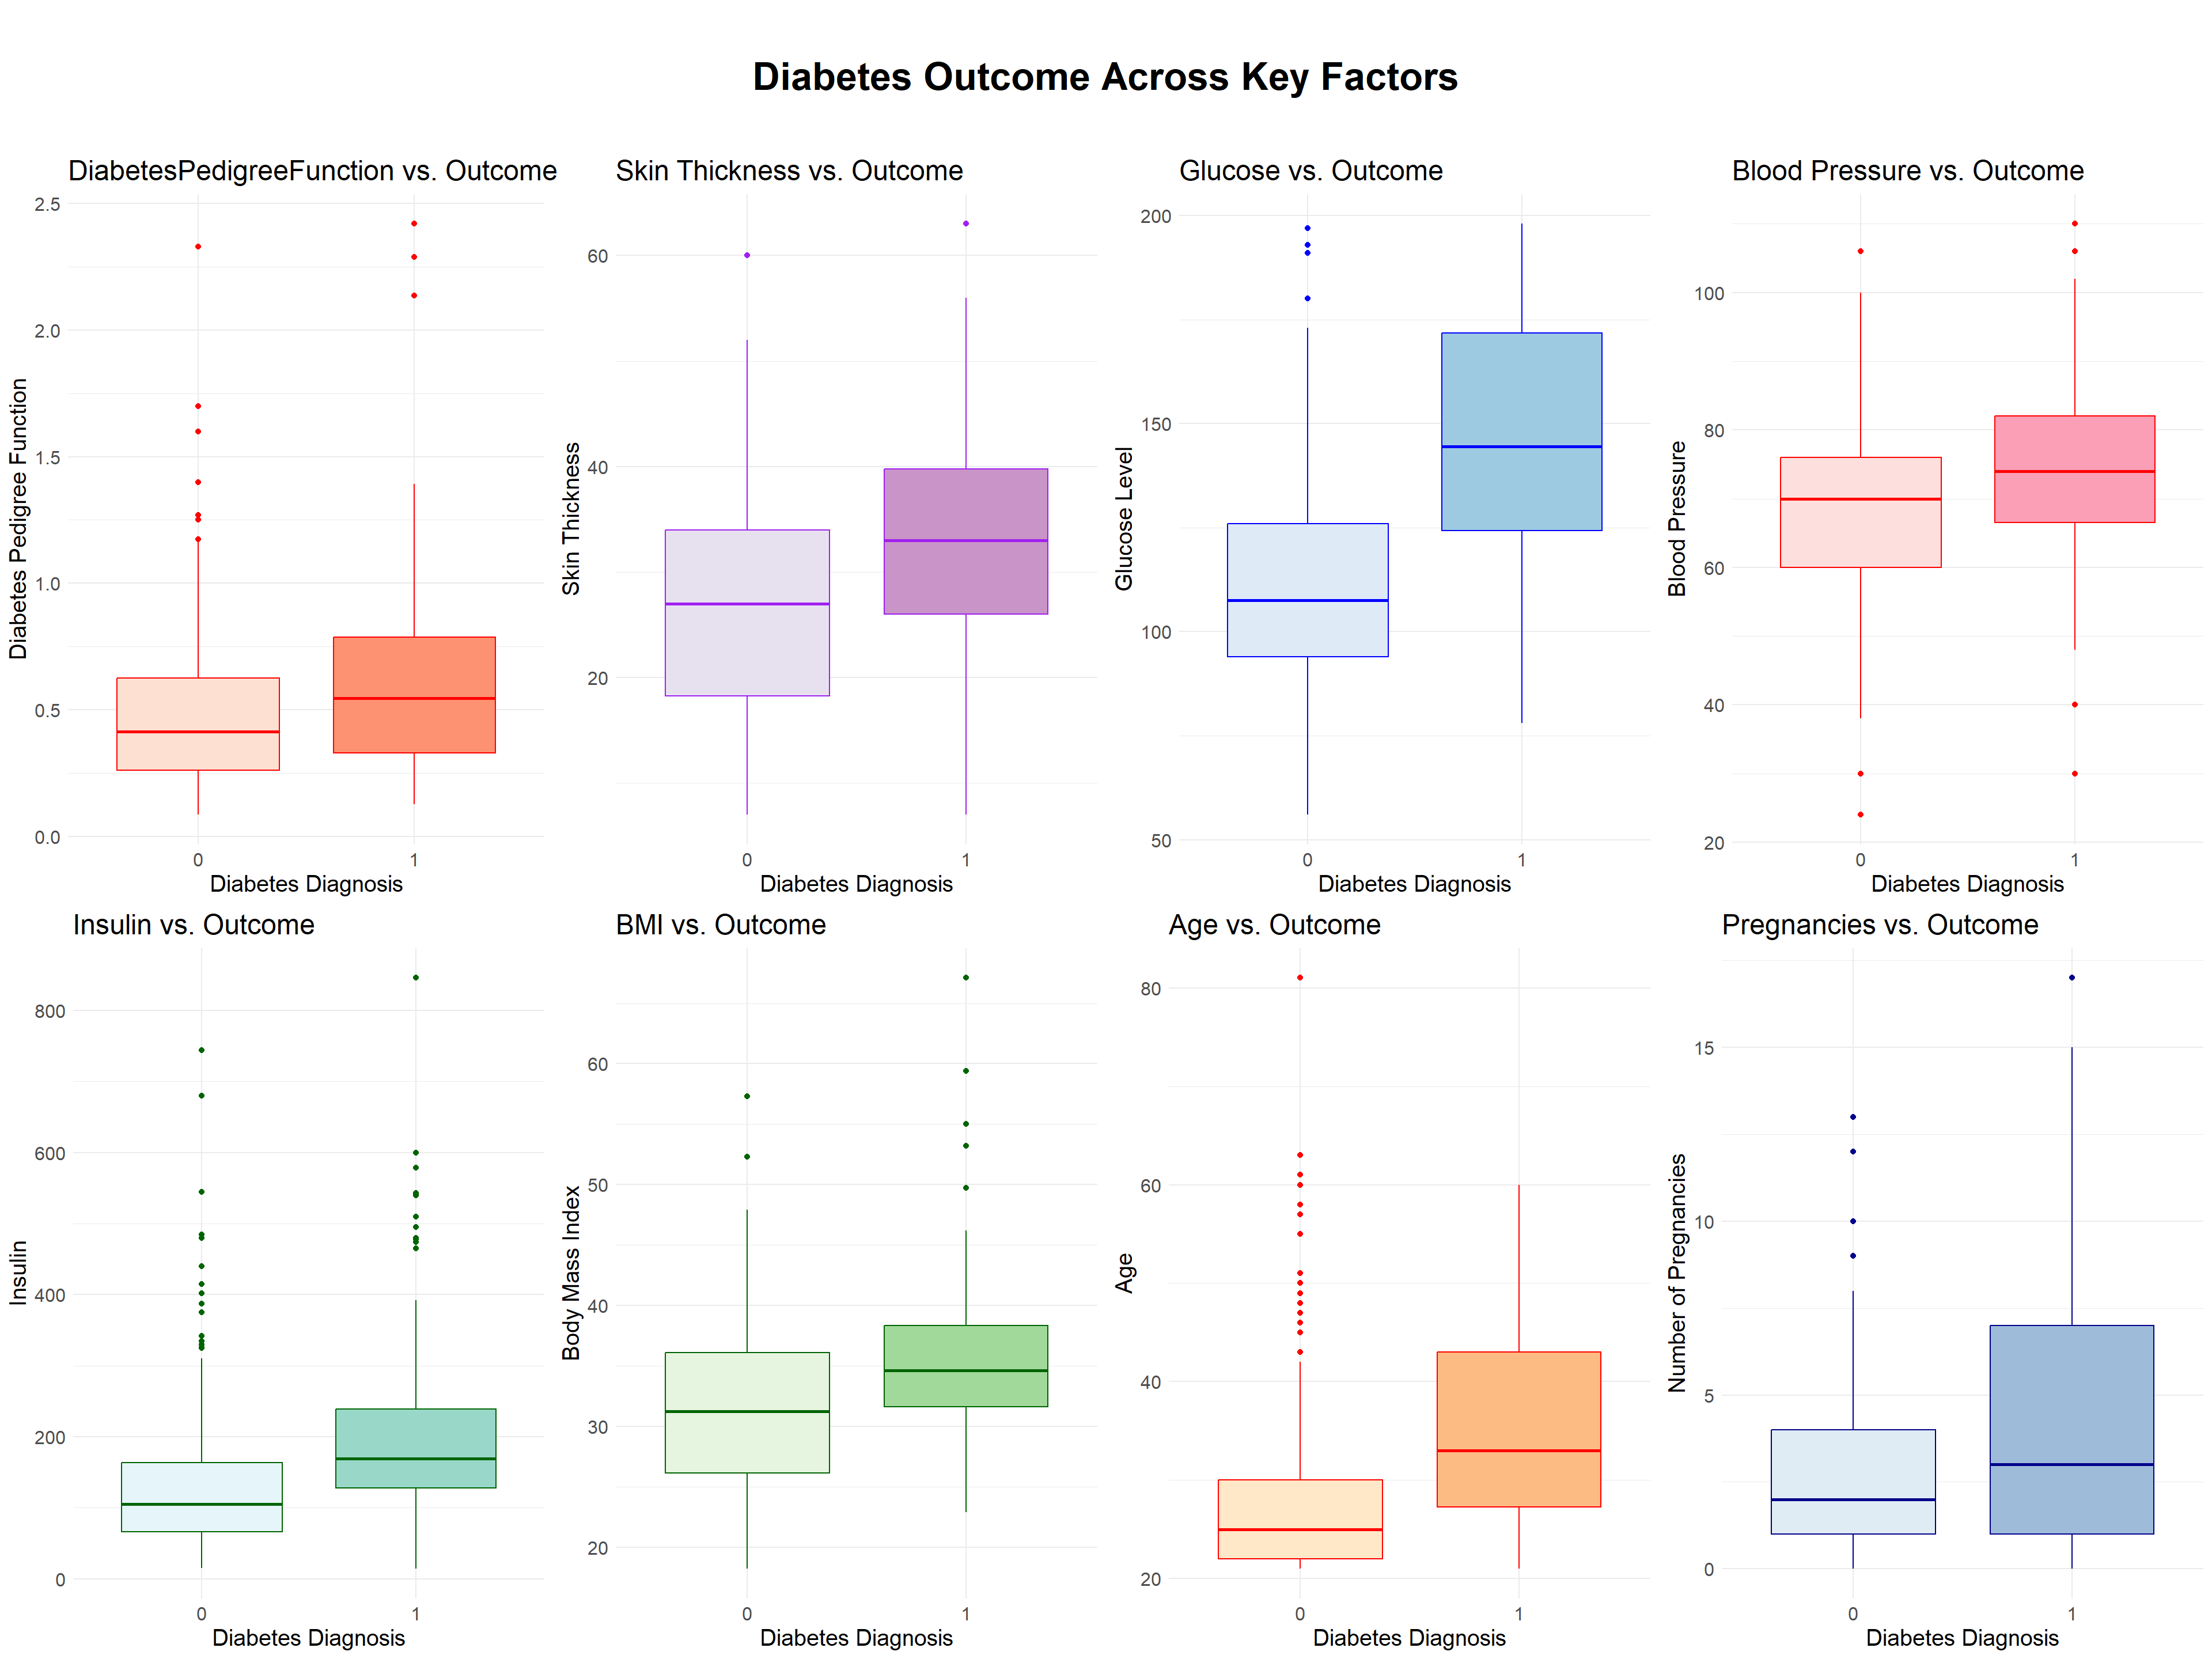 Diabetes Outcome Across Key Factors
DiabetesPedigreeFunction vs. Outcome
Diabetes Pedigree Function
2.5
2.0
1.5
1.0
0.5
0.0
0 1
Diabetes Diagnosis
Skin Thickness vs. Outcome
Skin Thickness
60
40
20
0 1
Diabetes Diagnosis
Glucose vs. Outcome
Glucose Level
200
150
100
50
0 1
Diabetes Diagnosis
Blood Pressure vs. Outcome
Blood Pressure
100
80
60
40
20
0 1
Diabetes Diagnosis
Insulin vs. Outcome
Insulin
800
600
400
200
0
0 1
Diabetes Diagnosis
BMI vs. Outcome
Body Mass Index
60
50
40
30
20
0 1
Diabetes Diagnosis
Age vs. Outcome
Age
80
60
40
20
0 1
Diabetes Diagnosis
Pregnancies vs. Outcome
Number of Pregnancies
15
10
5
0
0 1
Diabetes Diagnosis